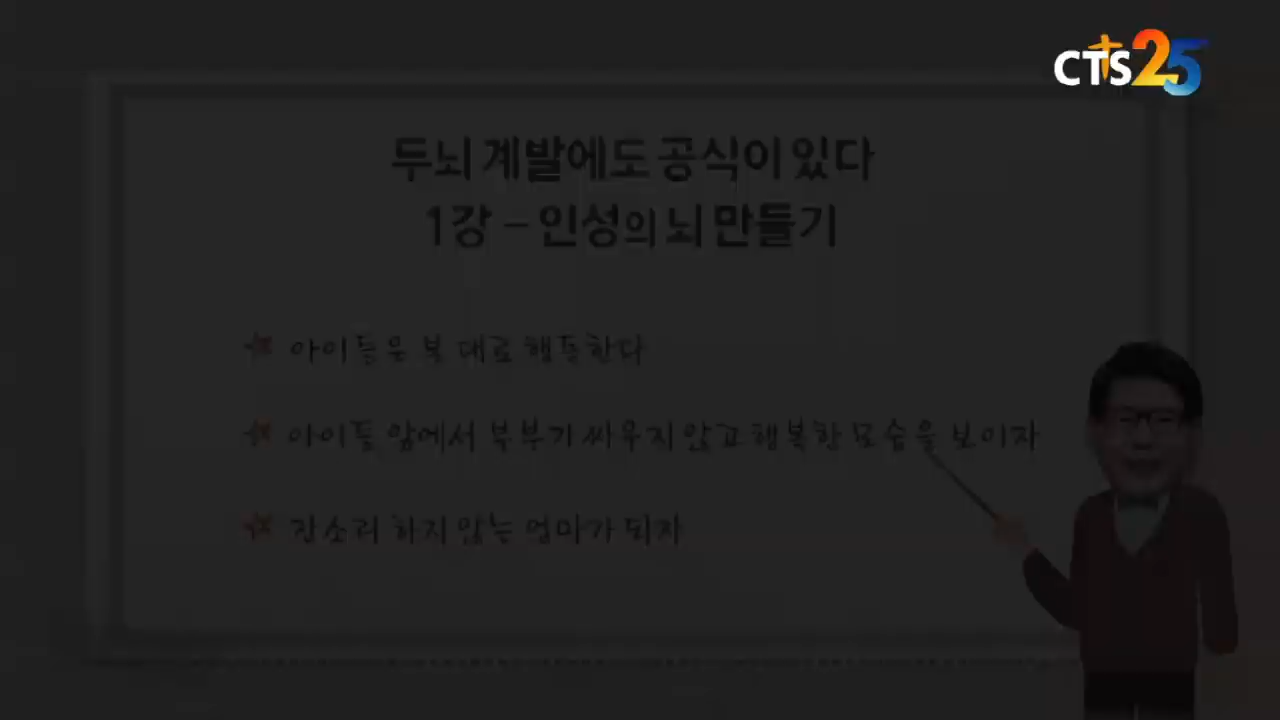 CTS25
두뇌 계발에도 공식이 있다
1강 - 인성의 뇌 만들기
아이들은 본 대로 행동한다
아이들 앞에서 부부가 싸우지 않고 행복한 모습을 보이자
잔소리 하지 않는 엄마가 되자